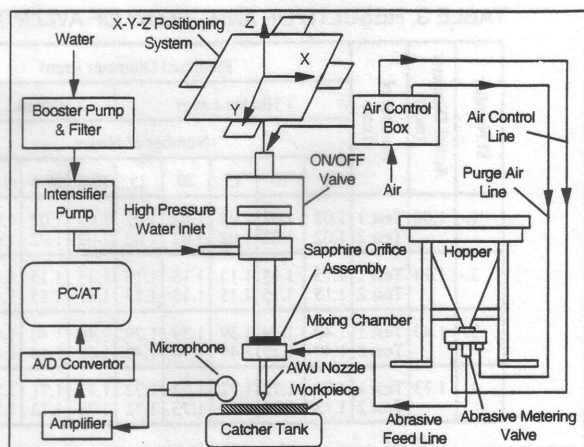 X-Y-Z Positioning
System
Z
X
Y
Water
Booster Pump
& Filter
Intensifier
Pump
Air Control
Box
Air Control
Line
Air
Purge Air
Line
ON/OFF
Valve
High Pressure
Water Inlet
Sapphire Orifice
Assembly
Hopper
PC/AT
A/D Convertor
Amplifier
Microphone
Mixing Chamber
AWJ Nozzle
Workpiece
Catcher Tank
Abrasive
Feed Line
Abrasive Metering
Valve